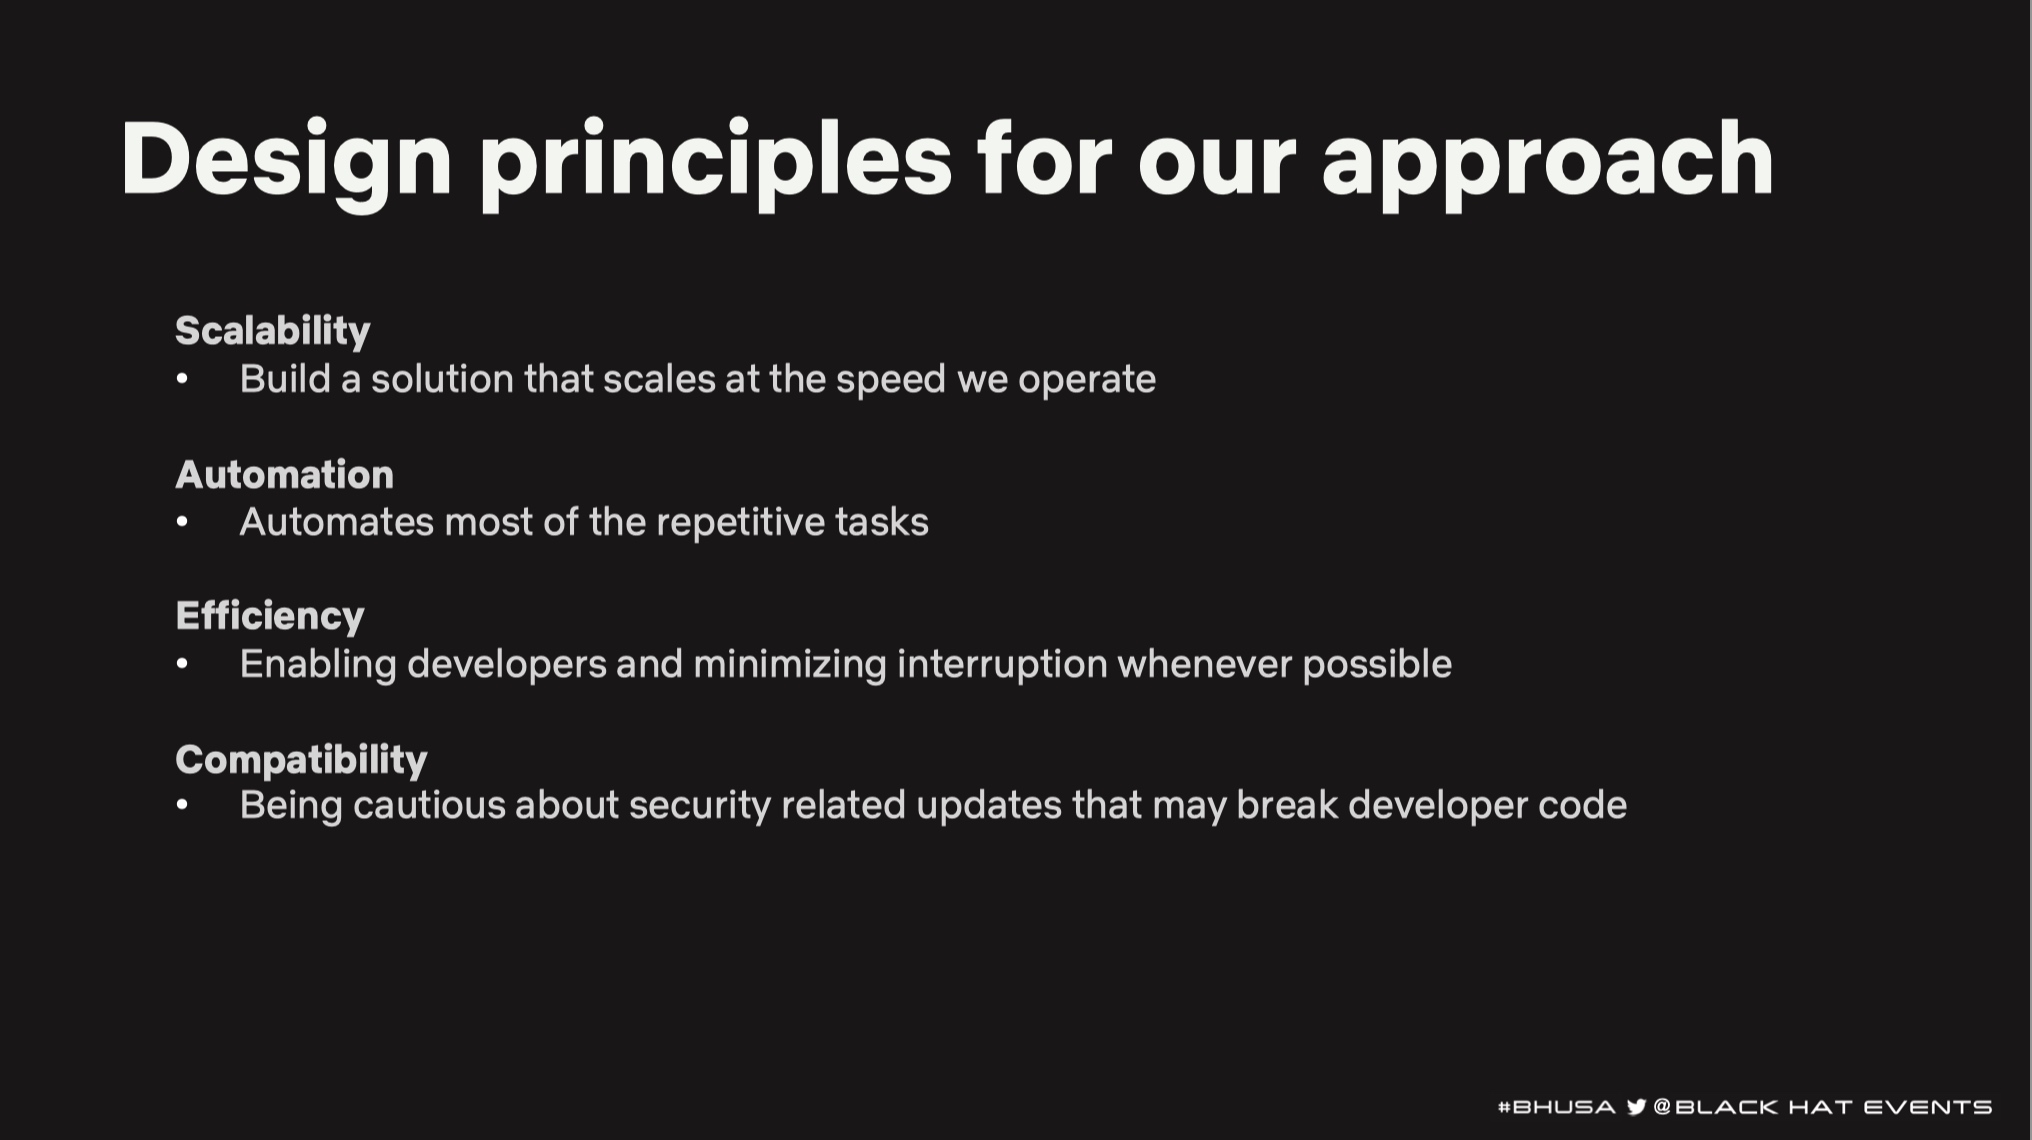 Design principles for our approach
Scalability
• Build a solution that scales at the speed we operate
Automation
• Automates most of the repetitive tasks
Efficiency
• Enabling developers and minimizing interruption whenever possible
Compatibility
• Being cautious about security related updates that may break developer code
#BHUSA @BLACK HAT EVENTS